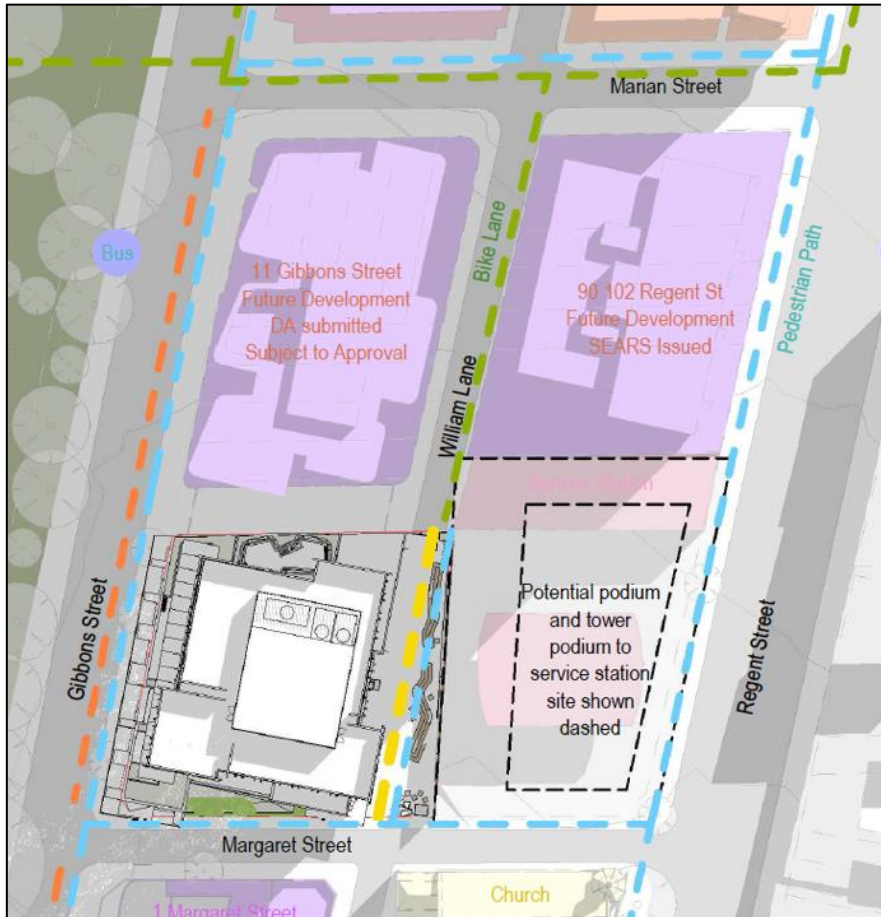 Marian Street
Bus
Bike Lane
Pedestrian Path
11 Gibbons Street
Future Development
DA submitted
Subject to Approval
90 102 Regent St
Future Development
SEARS Issued
William Lane
Service Station
Potential podium
and tower
podium to
service station
site shown
dashed
Gibbons Street
Regent Street
Margaret Street
1 Margaret Street
Church